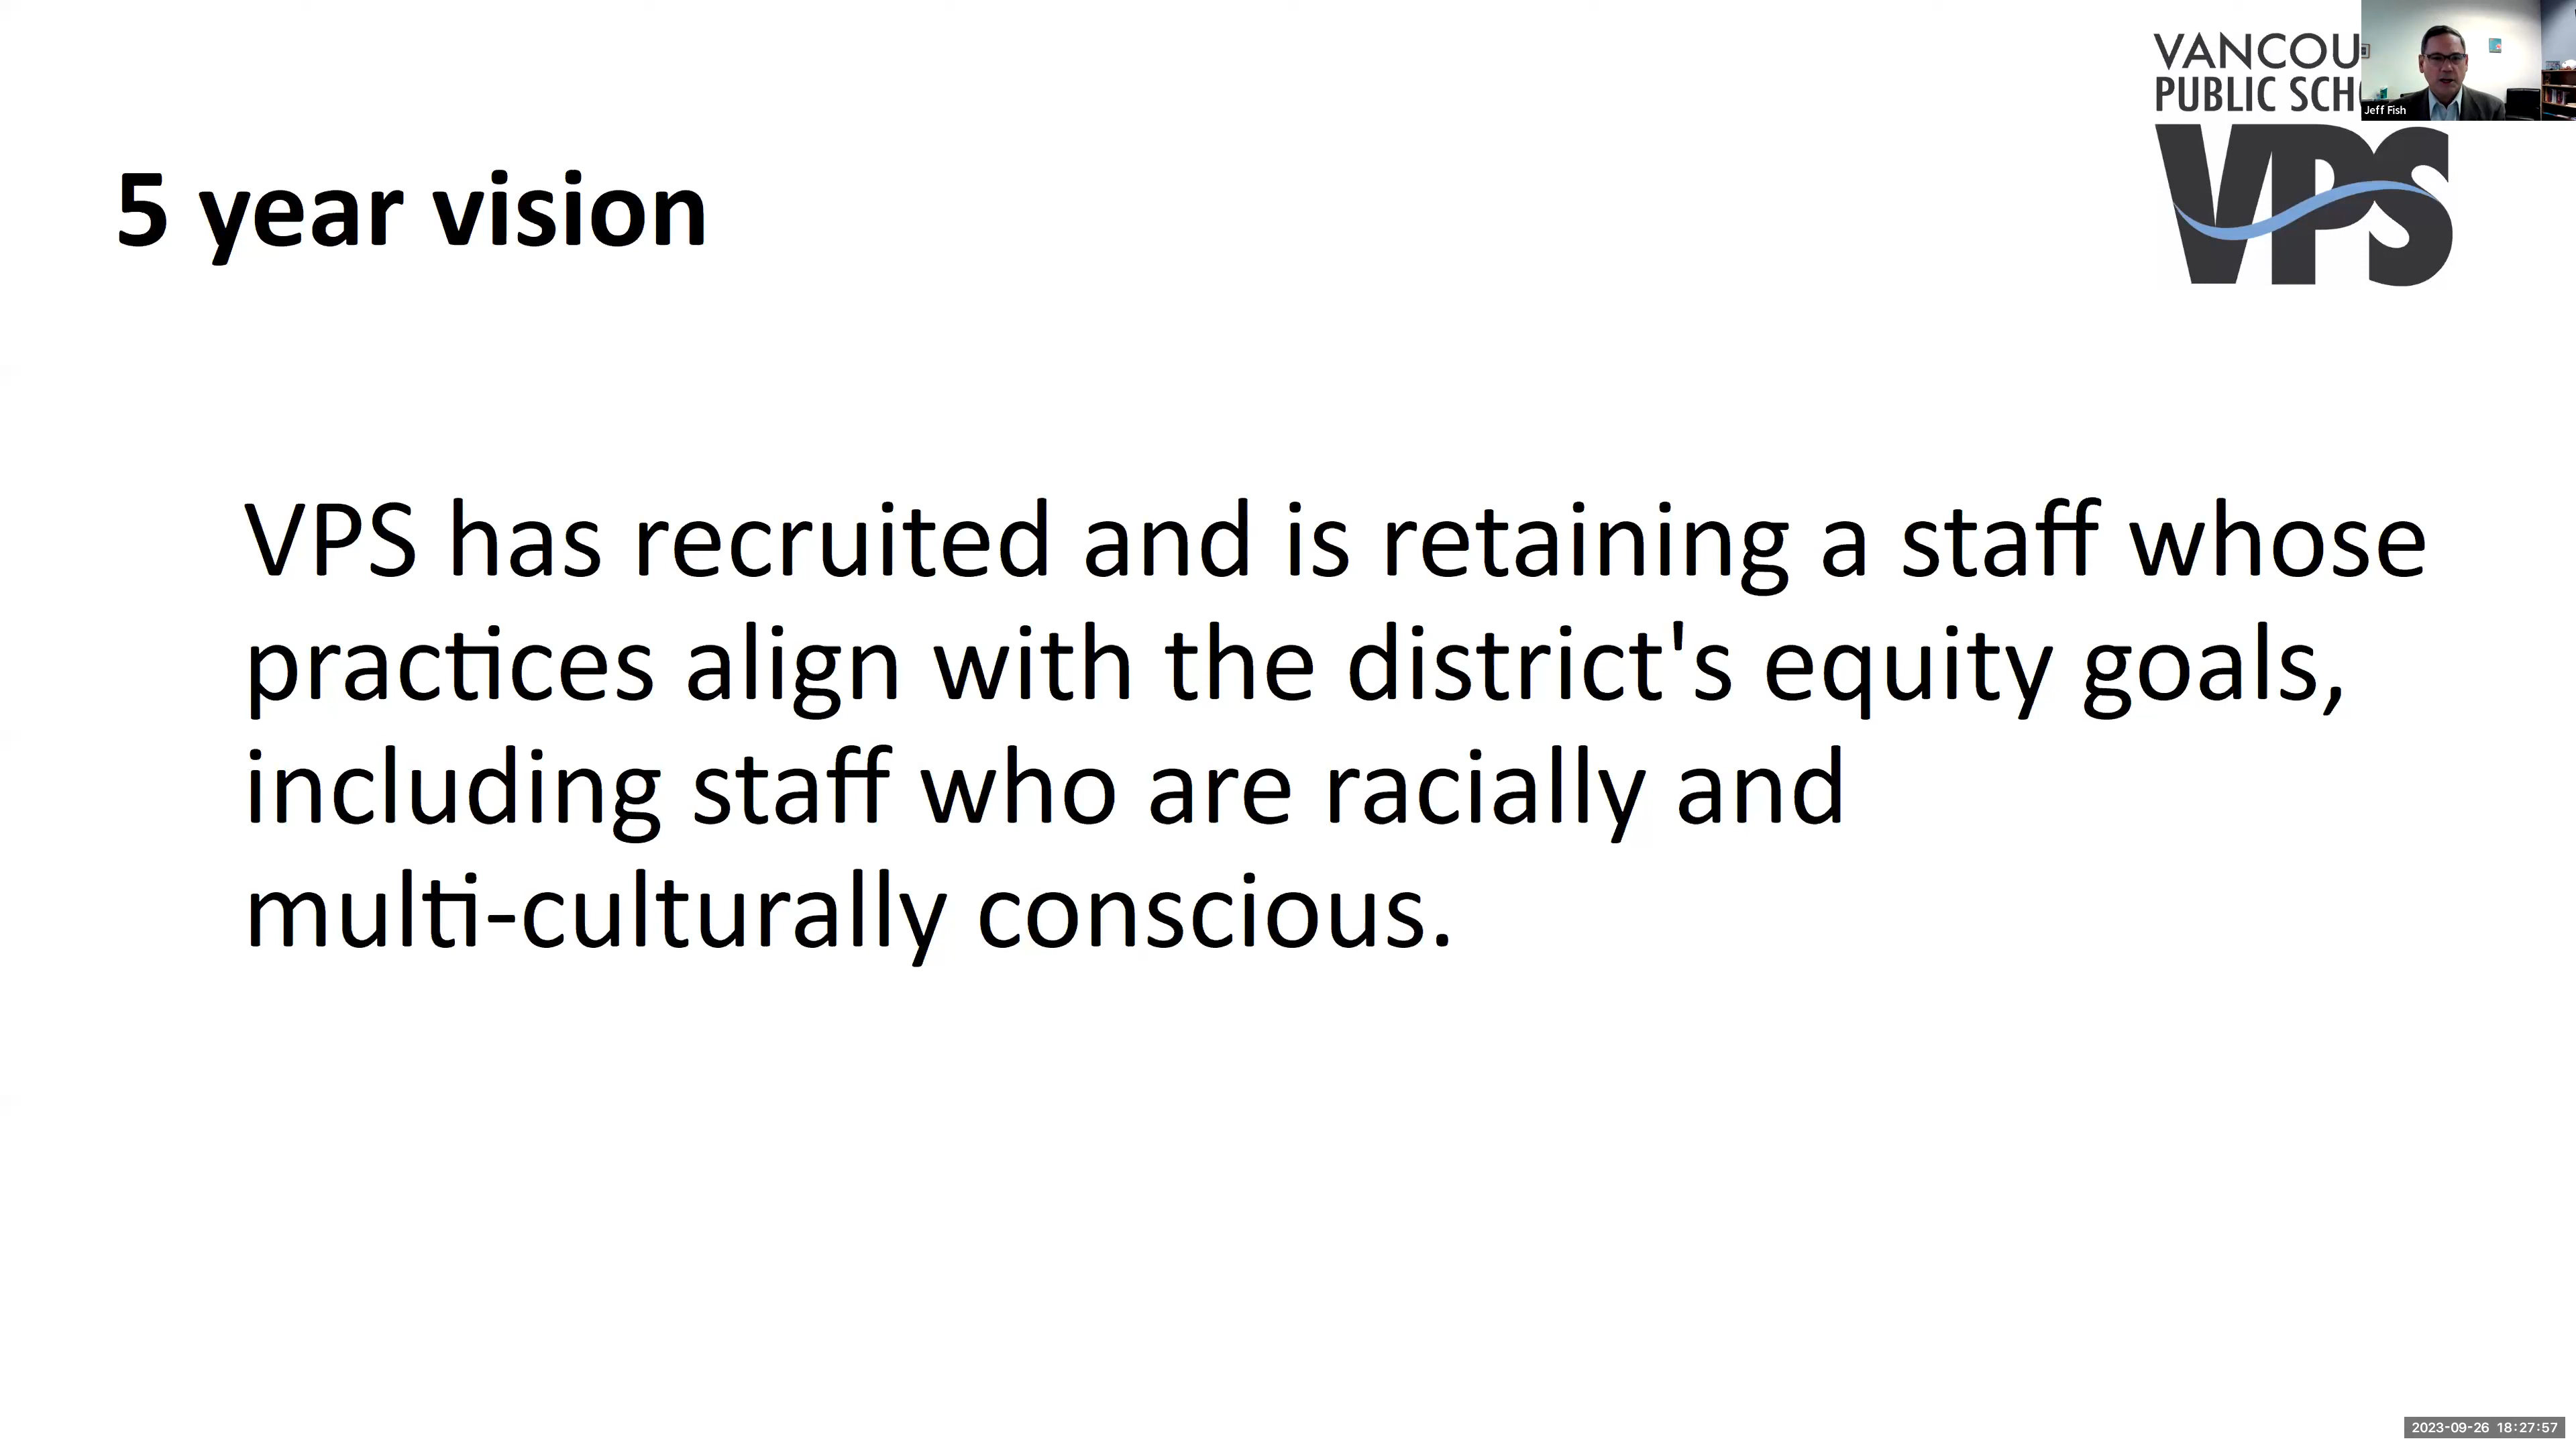 VANCOU
PUBLIC SCH
Jeff Fish
VPS
5 year vision
VPS has recruited and is retaining a staff whose
practices align with the district's equity goals,
including staff who are racially and
multi-culturally conscious.
2023-09-26 18:27:57